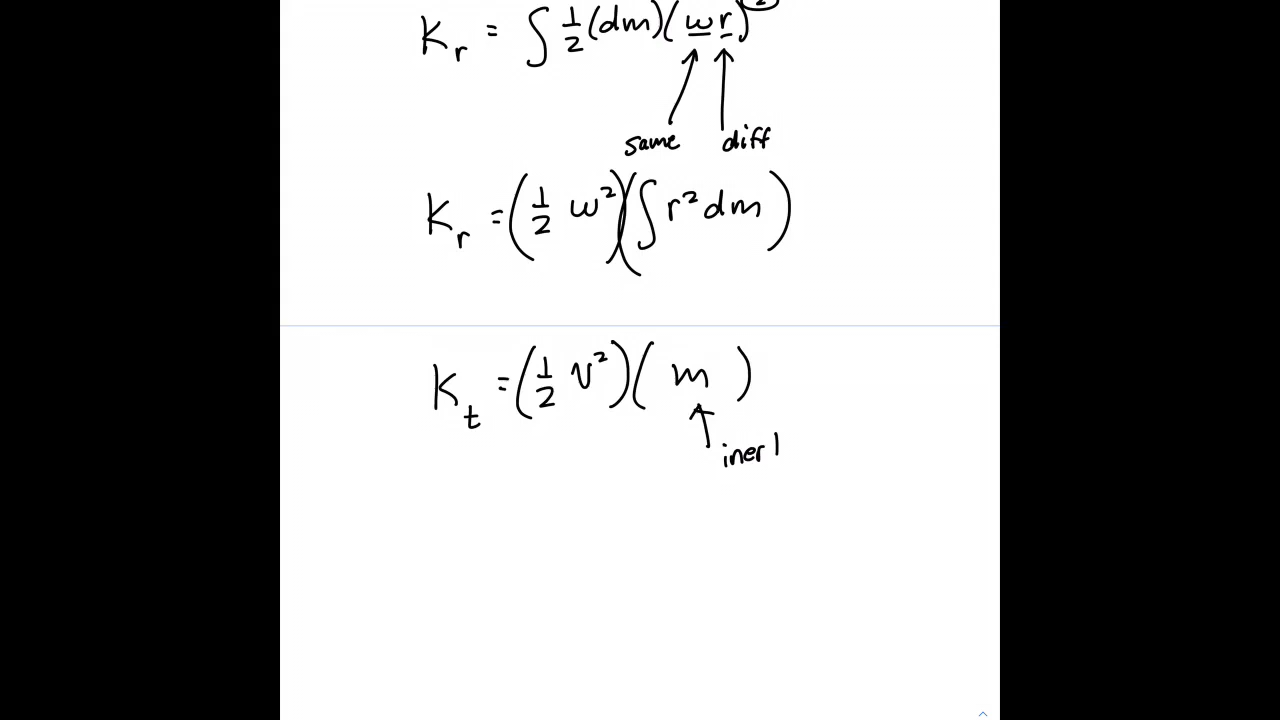 Kᵣ = ∫ ½ (dm)(ωr)²
same diff
Kᵣ = (½ ω²)(∫ r² dm)
Kₜ = (½ v²)( m )
iner